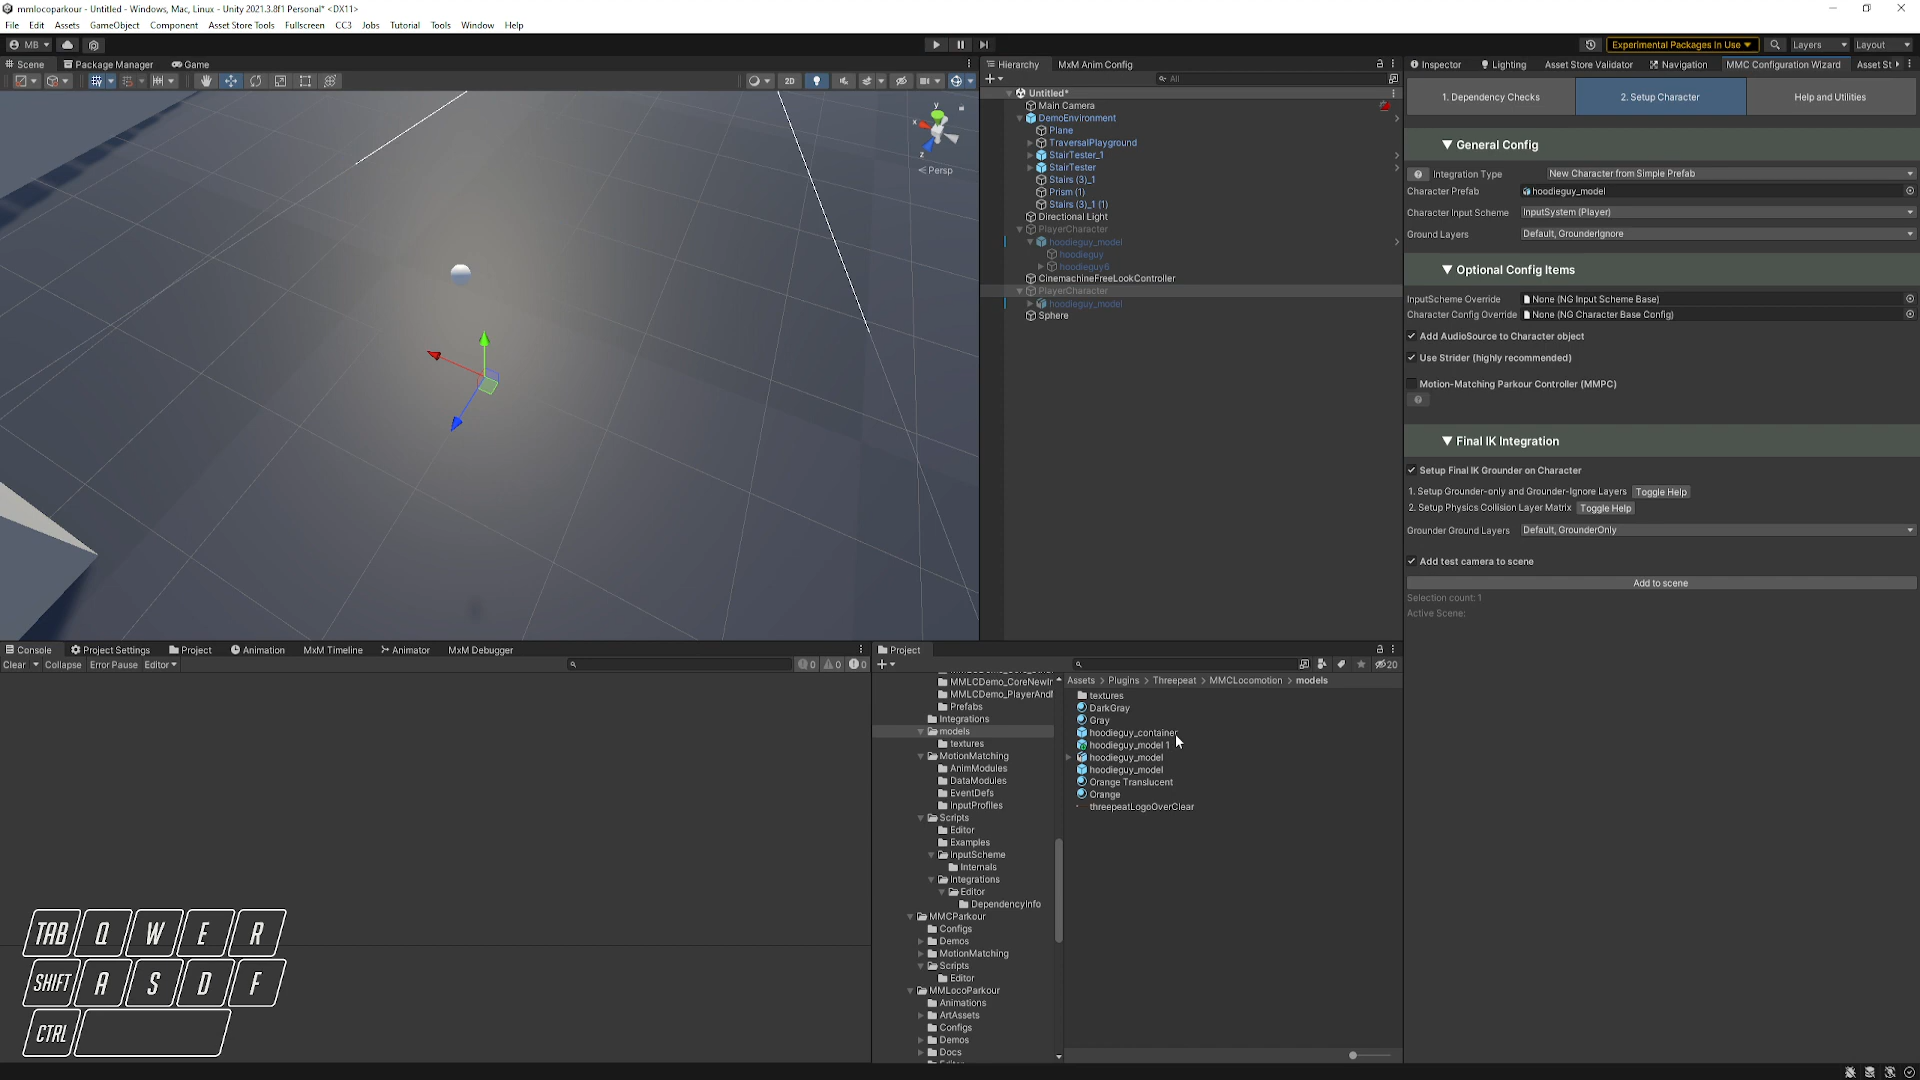 mmlocoparkour - Untitled - Windows, Mac, Linux - Unity 2021.3.8f1 Personal* <DX11>
File Edit Assets GameObject Component Asset Store Tools Fullscreen CC3 Jobs Tutorial Tools Window Help
MB
Experimental Packages In Use
Layers
Layout
Scene
Package Manager
Game
2D
y
x
z
Persp
Hierarchy
MxM Anim Config
All
Untitled*
Main Camera
DemoEnvironment
Plane
TraversalPlayground
StairTester_1
StairTester
Stairs (3)_1
Prism (1)
Stairs (3)_1 (1)
Directional Light
PlayerCharacter
hoodieguy_model
hoodieguy
hoodieguy6
CinemachineFreeLookController
PlayerCharacter
hoodieguy_model
Sphere
Inspector
Lighting
Asset Store Validator
Navigation
MMC Configuration Wizard
Asset St
1. Dependency Checks
2. Setup Character
Help and Utilities
General Config
Integration Type New Character from Simple Prefab
Character Prefab hoodieguy_model
Character Input Scheme InputSystem (Player)
Ground Layers Default, GrounderIgnore
Optional Config Items
InputScheme Override None (NG Input Scheme Base)
Character Config Override None (NG Character Base Config)
Add AudioSource to Character object
Use Strider (highly recommended)
Motion-Matching Parkour Controller (MMPC)
Final IK Integration
Setup Final IK Grounder on Character
1. Setup Grounder-only and Grounder-Ignore Layers Toggle Help
2. Setup Physics Collision Layer Matrix Toggle Help
Grounder Ground Layers Default, GrounderOnly
Add test camera to scene
Add to scene
Selection count: 1
Active Scene:
Console
Project Settings
Project
Animation
MxM Timeline
Animator
MxM Debugger
Clear Collapse Error Pause Editor
0 0 0
TAB Q W E R
SHIFT A S D F
CTRL
Project
20
MMLCDemo_CoreNewIn
MMLCDemo_PlayerAndI
Prefabs
Integrations
models
textures
MotionMatching
AnimModules
DataModules
EventDefs
InputProfiles
Scripts
Editor
Examples
InputScheme
Internals
Integrations
Editor
DependencyInfo
MMCParkour
Configs
Demos
MotionMatching
Scripts
Editor
MMLocoParkour
Animations
ArtAssets
Configs
Demos
Docs
Assets > Plugins > Threepeat > MMCLocomotion > models
textures
DarkGray
Gray
hoodieguy_container
hoodieguy_model 1
hoodieguy_model
hoodieguy_model
Orange Translucent
Orange
threepeatLogoOverClear